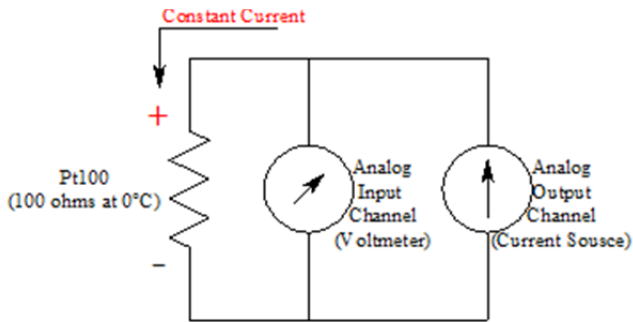 Constant Current
+
Pt100
(100 ohms at 0°C)
−
Analog
Input
Channel
(Voltmeter)
Analog
Output
Channel
(Current Sousce)